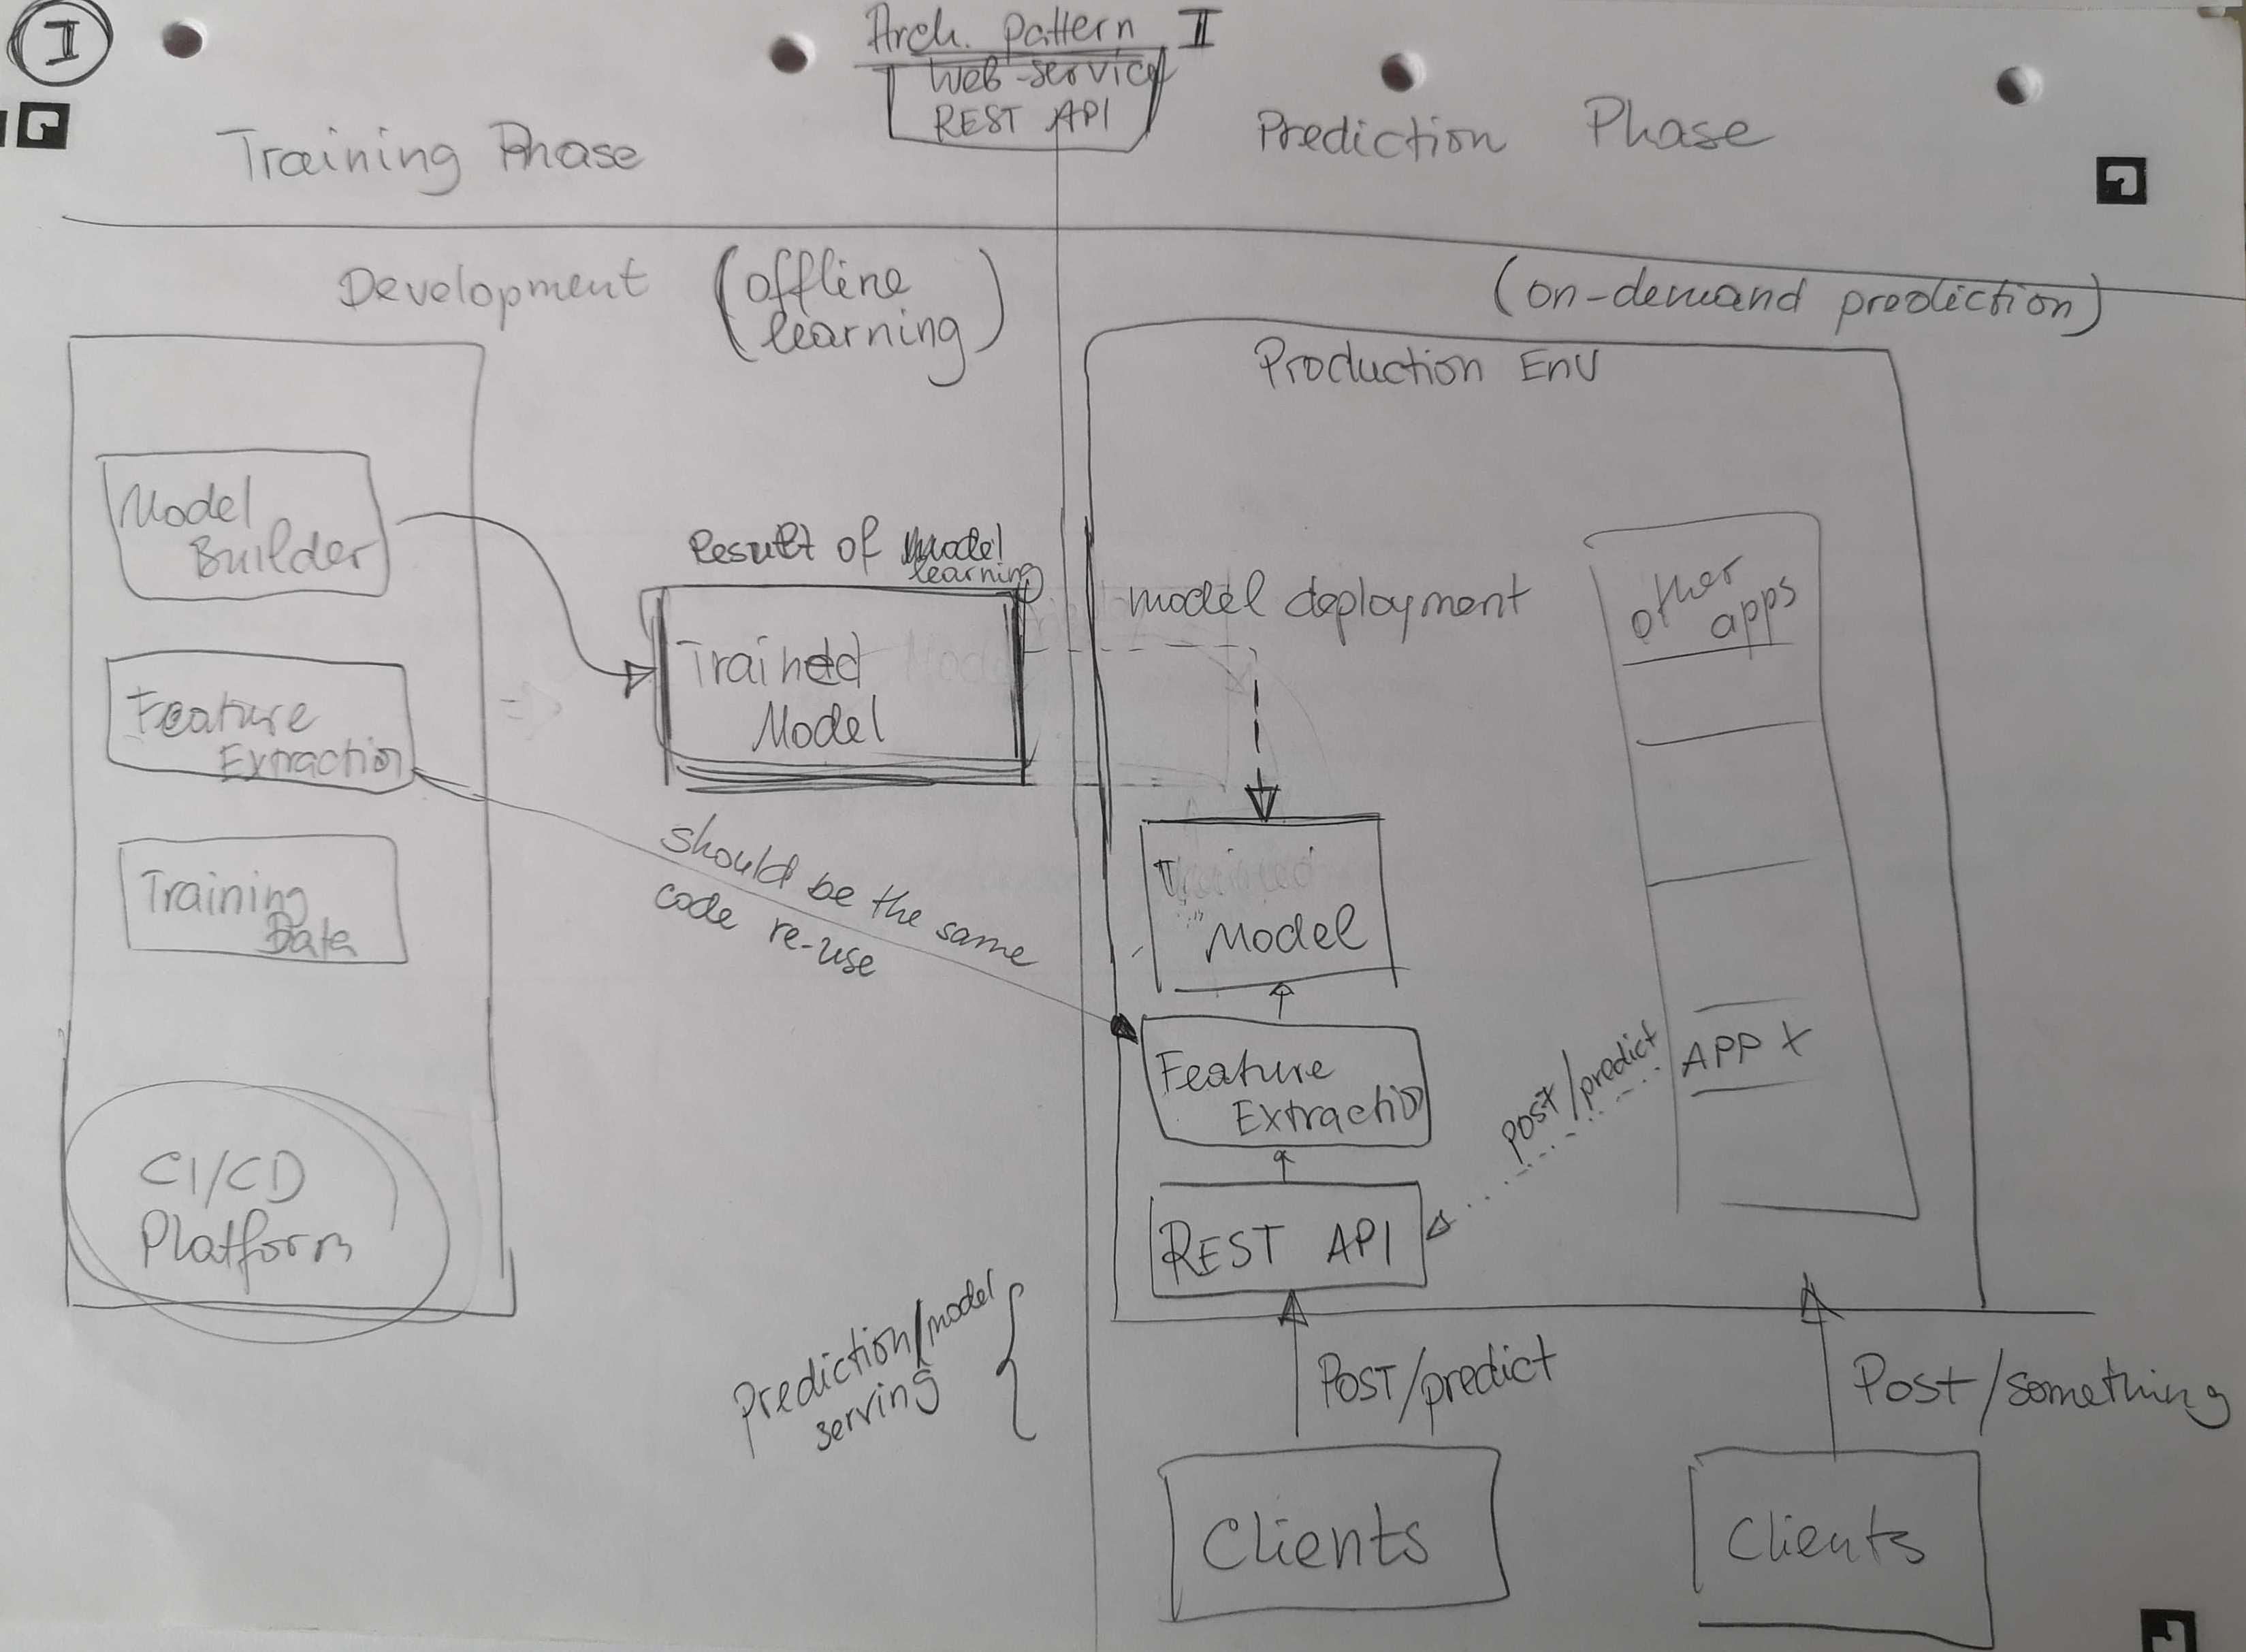 I
Arch. pattern I
Web-service
REST API
Training Phase
Prediction Phase
Development
(offline
learning)
(on-demand prediction)
Production Env
Model
Builder
Feature
Extraction
Training
Data
CI/CD
Platform
Result of Model
learning
Trained
Model
model deployment
should be the same
code re-use
Trained
Model
Feature
Extractio
REST API
other
apps
APP X
Post/predict
Prediction/model
serving
POST/predict
Post/something
Clients
Clients